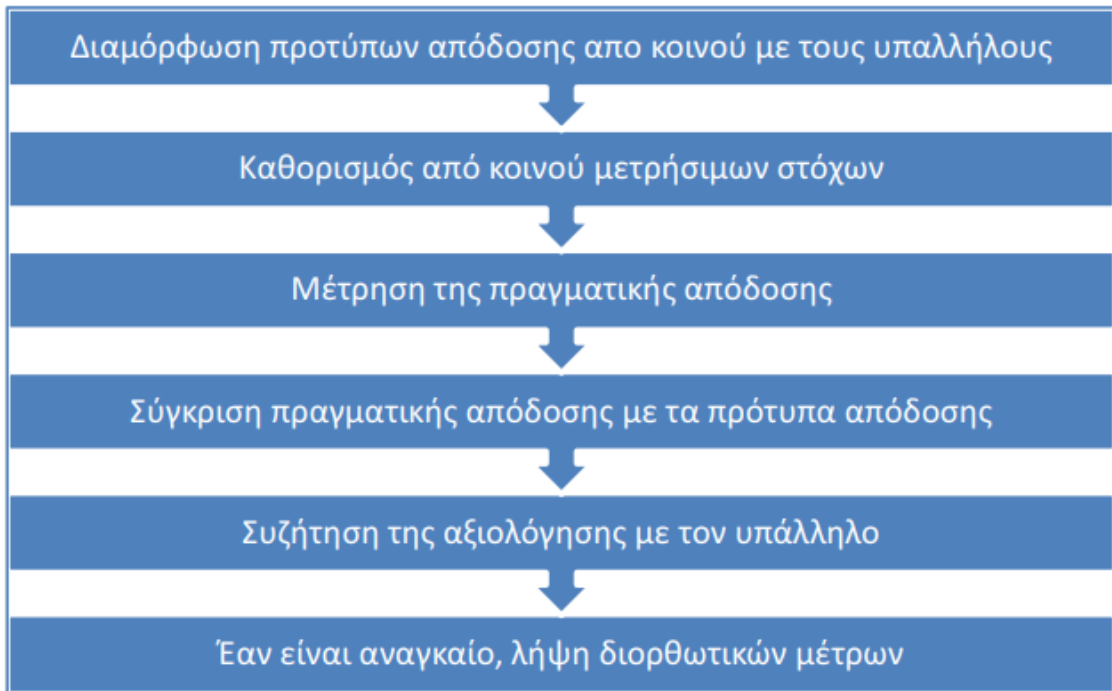 Διαμόρφωση προτύπων απόδοσης απο κοινού με τους υπαλλήλους
Καθορισμός από κοινού μετρήσιμων στόχων
Μέτρηση της πραγματικής απόδοσης
Σύγκριση πραγματικής απόδοσης με τα πρότυπα απόδοσης
Συζήτηση της αξιολόγησης με τον υπάλληλο
Έαν είναι αναγκαίο, λήψη διορθωτικών μέτρων